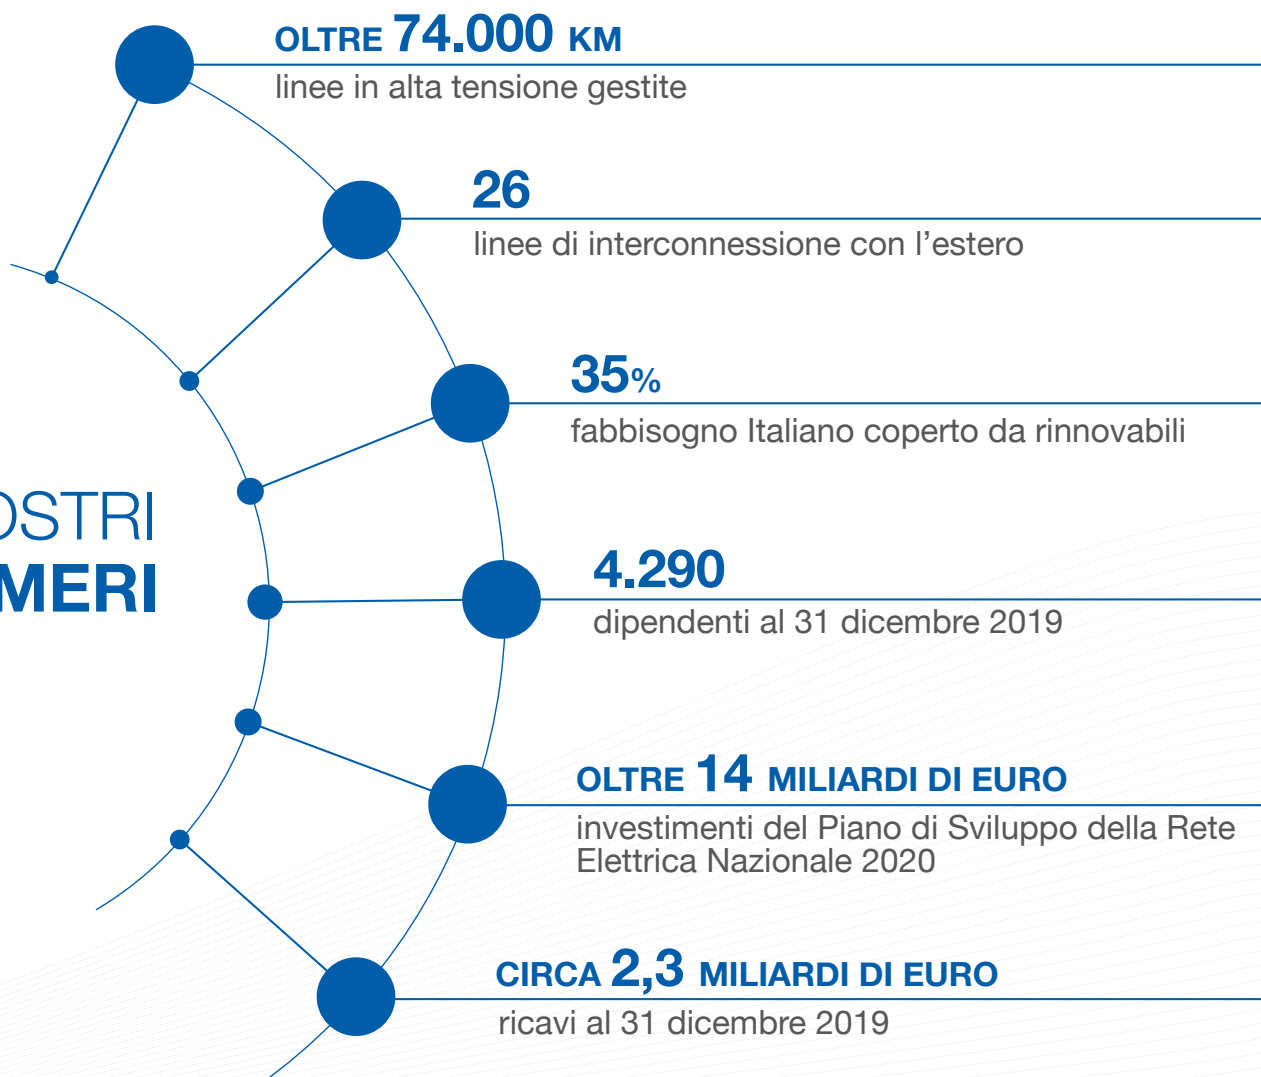 OLTRE 74.000 KM
linee in alta tensione gestite
26
linee di interconnessione con l'estero
35%
fabbisogno Italiano coperto da rinnovabili
OSTRI
MERI
4.290
dipendenti al 31 dicembre 2019
OLTRE 14 MILIARDI DI EURO
investimenti del Piano di Sviluppo della Rete
Elettrica Nazionale 2020
CIRCA 2,3 MILIARDI DI EURO
ricavi al 31 dicembre 2019